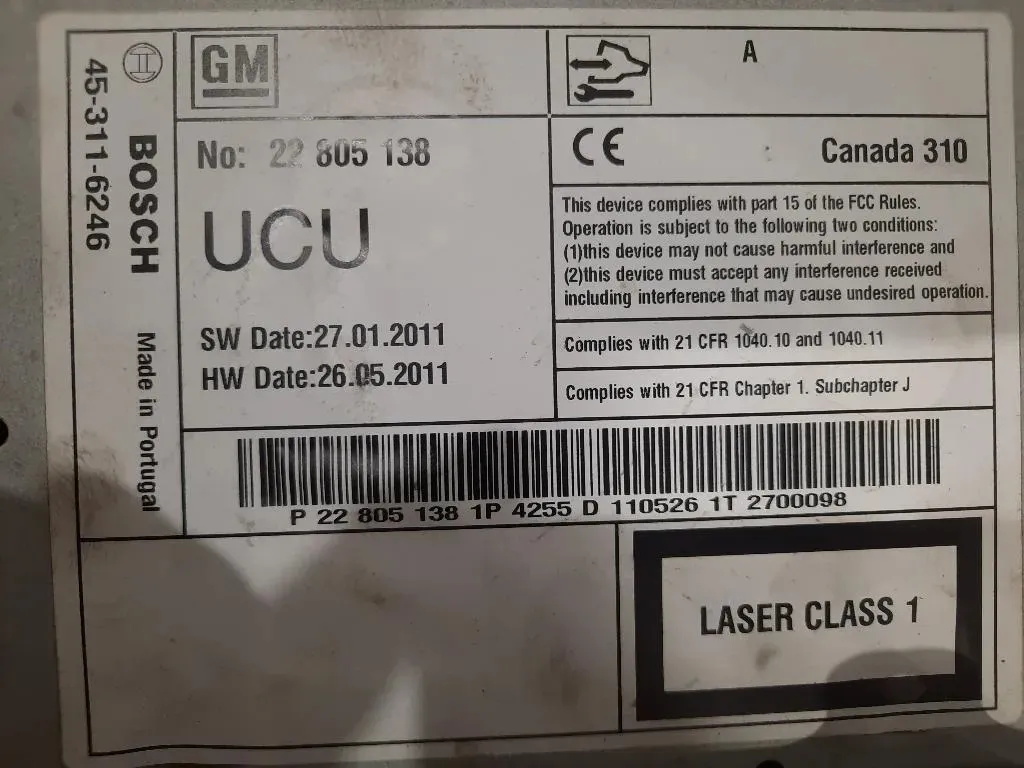 45-311-6246
BOSCH
Made in Portugal
GM
No: 22 805 138
UCU
SW Date:27.01.2011
HW Date:26.05.2011
A
CE
Canada 310
This device complies with part 15 of the FCC Rules.
Operation is subject to the following two conditions:
(1)this device may not cause harmful interference and
(2)this device must accept any interference received
including interference that may cause undesired operation.
Complies with 21 CFR 1040.10 and 1040.11
Complies with 21 CFR Chapter 1. Subchapter J
P 22 805 138 1P 4255 D 110526 1T 2700098
LASER CLASS 1